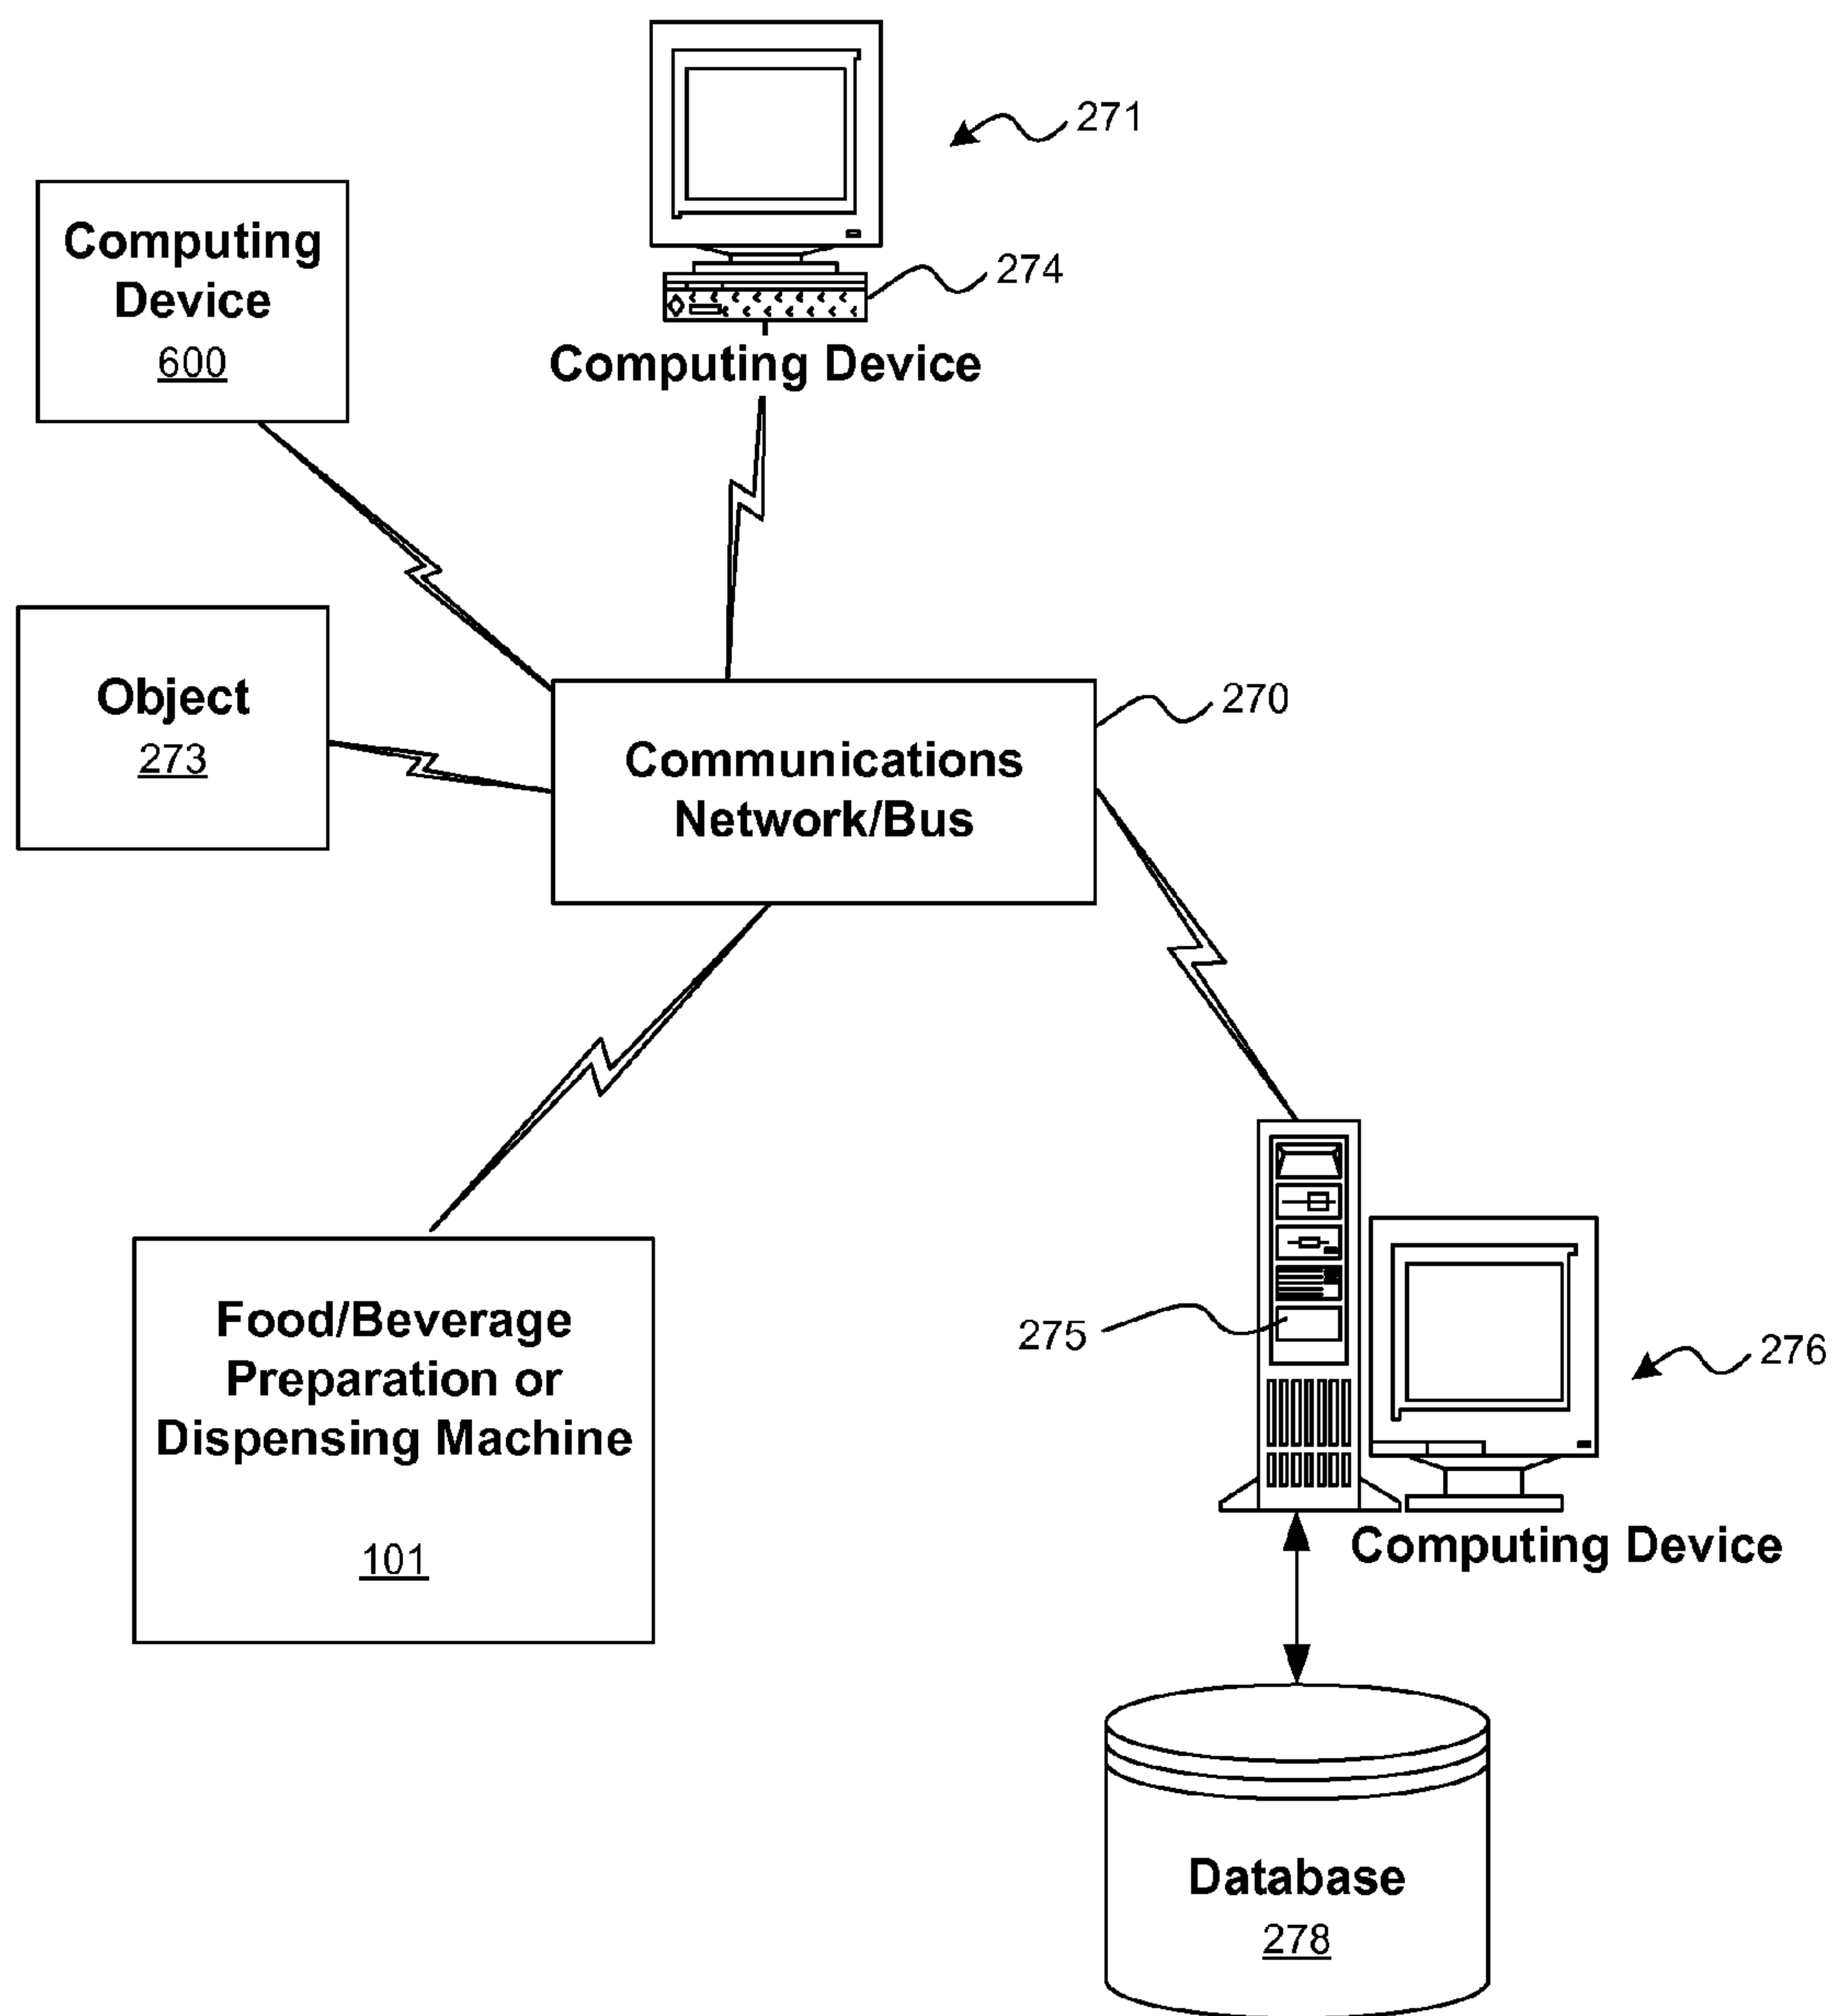 271
Computing
Device
600
274
Computing Device
Object
273
270
Communications
Network/Bus
Food/Beverage
Preparation or
Dispensing Machine
101
275
276
Computing Device
Database
278